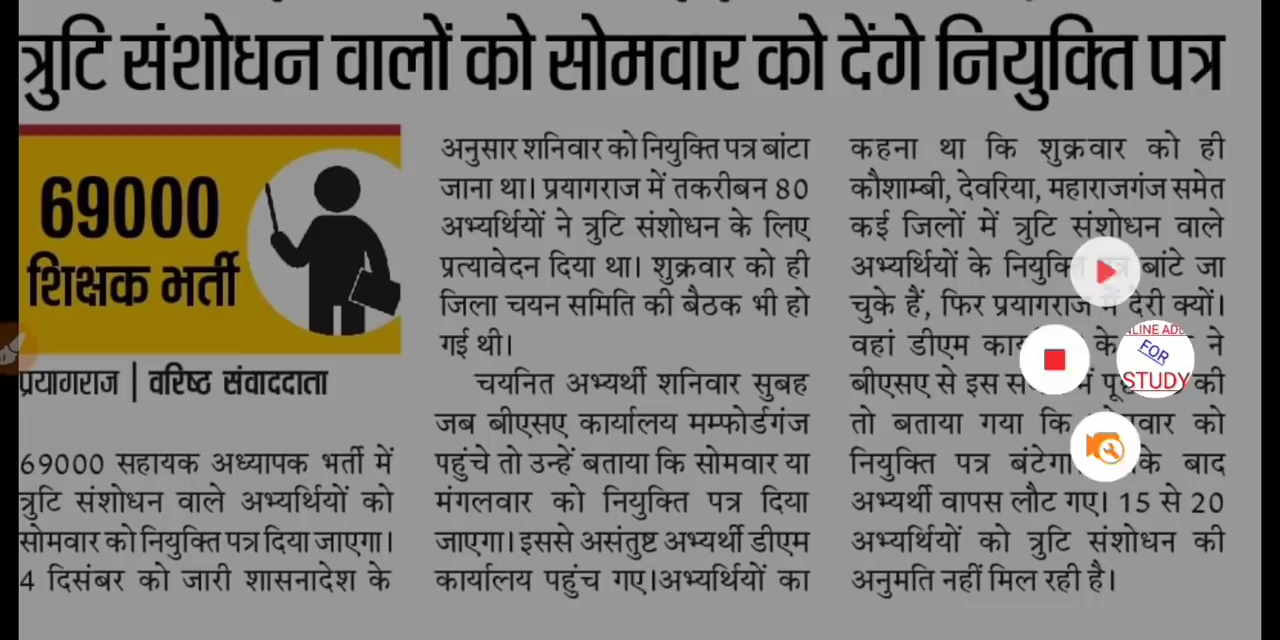 त्रुटि संशोधन वालों को सोमवार को देंगे नियुक्ति पत्र
69000
शिक्षक भर्ती
प्रयागराज | वरिष्ठ संवाददाता
69000 सहायक अध्यापक भर्ती में
त्रुटि संशोधन वाले अभ्यर्थियों को
सोमवार को नियुक्ति पत्र दिया जाएगा।
4 दिसंबर को जारी शासनादेश के
अनुसार शनिवार को नियुक्ति पत्र बांटा
जाना था। प्रयागराज में तकरीबन 80
अभ्यर्थियों ने त्रुटि संशोधन के लिए
प्रत्यावेदन दिया था। शुक्रवार को ही
जिला चयन समिति की बैठक भी हो
गई थी।
चयनित अभ्यर्थी शनिवार सुबह
जब बीएसए कार्यालय मम्फोर्डगंज
पहुंचे तो उन्हें बताया कि सोमवार या
मंगलवार को नियुक्ति पत्र दिया
जाएगा। इससे असंतुष्ट अभ्यर्थी डीएम
कार्यालय पहुंच गए। अभ्यर्थियों का
कहना था कि शुक्रवार को ही
कौशाम्बी, देवरिया, महाराजगंज समेत
कई जिलों में त्रुटि संशोधन वाले
अभ्यर्थियों के बांटे जा
चुके हैं, फिर प्रयागराज में देरी क्यों।
वहां डीएम के ने
बीएसए से इस में की
तो बताया गया कि को
नियुक्ति पत्र बंटेगा बाद
अभ्यर्थी वापस लौट गए। 15 से 20
अभ्यर्थियों को त्रुटि संशोधन की
अनुमति नहीं मिल रही है।
FOR
STUDY